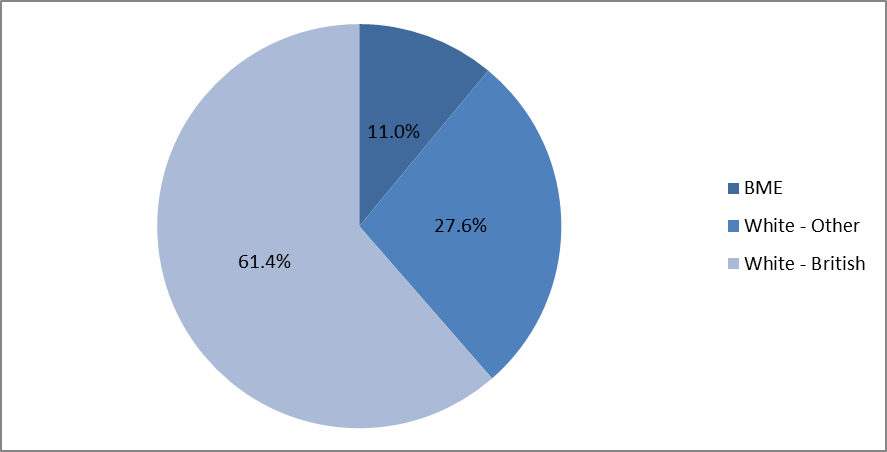 11.0%
27.6%
61.4%
BME
White - Other
White - British